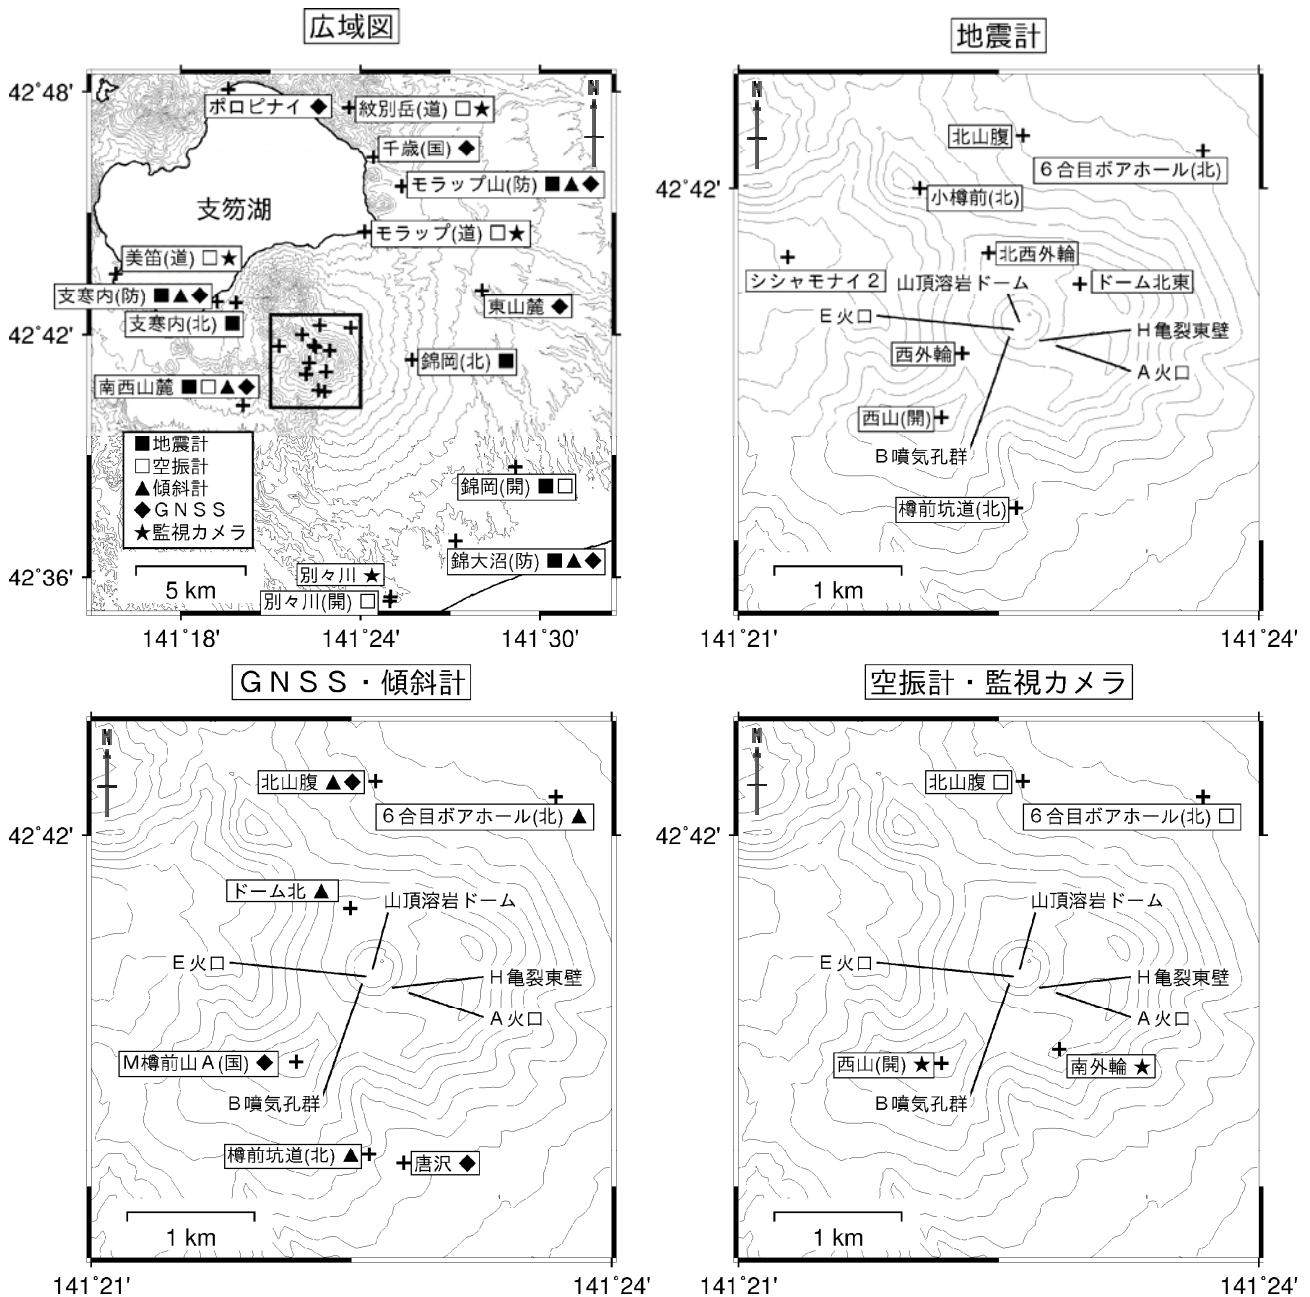 広域図
N
42°48'
42°42'
42°36'
ポロピナイ ◆
紋別岳(道) □★
千歳(国) ◆
モラップ山(防) ■▲◆
支笏湖
モラップ(道) □★
美笛(道) □★
支寒内(防) ■▲◆
支寒内(北) ■
東山麓 ◆
錦岡(北) ■
南西山麓 ■□▲◆
■地震計
□空振計
▲傾斜計
◆GNSS
★監視カメラ
錦岡(開) ■□
錦大沼(防) ■▲◆
別々川 ★
別々川(開) □
5 km
141°18'
141°24'
141°30'
地震計
N
42°42'
北山腹
6合目ボアホール(北)
小樽前(北)
北西外輪
シシャモナイ2
山頂溶岩ドーム
ドーム北東
E火口
H亀裂東壁
西外輪
A火口
西山(開)
B噴気孔群
樽前坑道(北)
1 km
141°21'
141°24'
GNSS・傾斜計
N
42°42'
北山腹 ▲◆
6合目ボアホール(北) ▲
ドーム北 ▲
山頂溶岩ドーム
E火口
H亀裂東壁
A火口
M樽前山A(国) ◆
B噴気孔群
樽前坑道(北) ▲
唐沢 ◆
1 km
141°21'
141°24'
空振計・監視カメラ
N
42°42'
北山腹 □
6合目ボアホール(北) □
山頂溶岩ドーム
E火口
H亀裂東壁
A火口
西山(開) ★
南外輪 ★
B噴気孔群
1 km
141°21'
141°24'